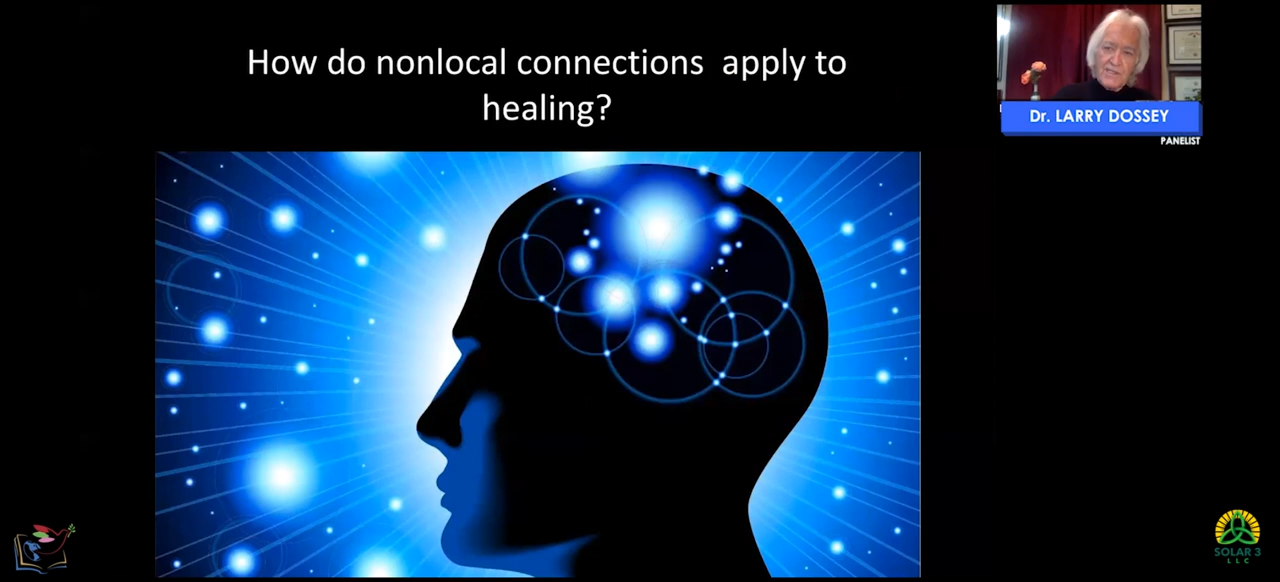 How do nonlocal connections  apply to
healing?
Dr. LARRY DOSSEY
PANELIST
SOLAR 3
LLC